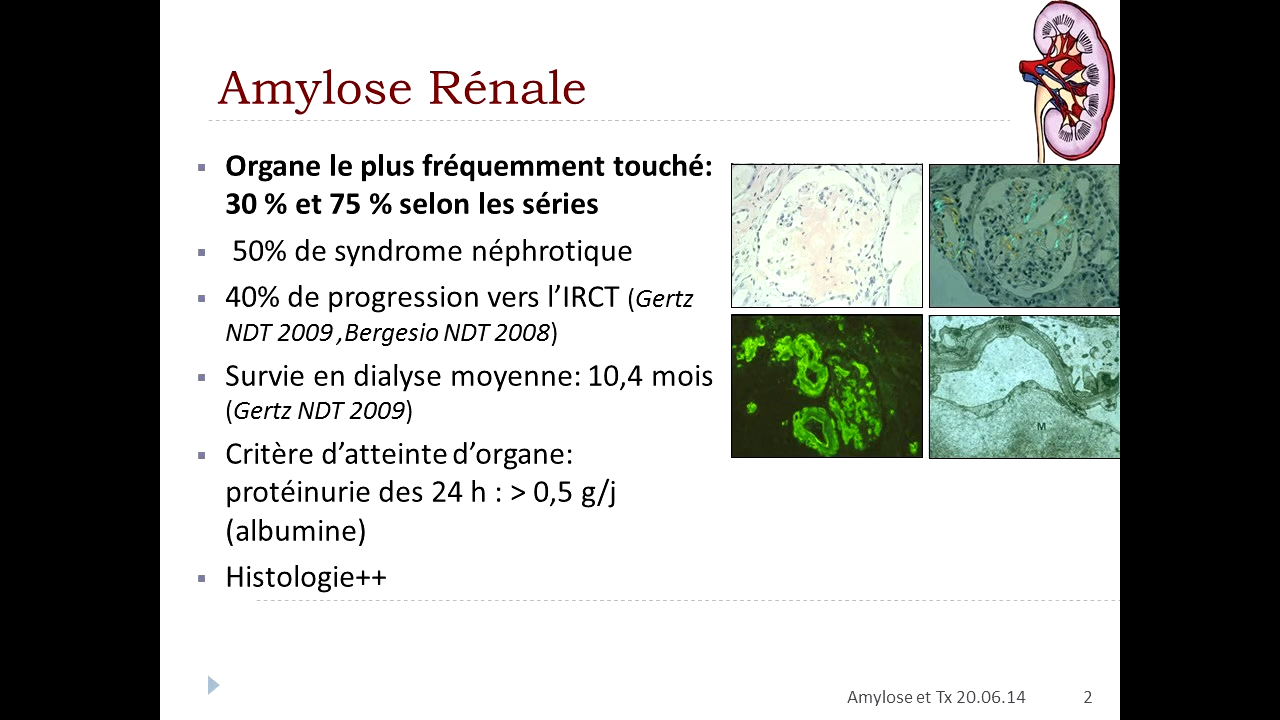 Amylose Rénale
▪ Organe le plus fréquemment touché:
30 % et 75 % selon les séries
▪ 50% de syndrome néphrotique
▪ 40% de progression vers l’IRCT (Gertz
NDT 2009 ,Bergesio NDT 2008)
▪ Survie en dialyse moyenne: 10,4 mois
(Gertz NDT 2009)
▪ Critère d’atteinte d’organe:
protéinurie des 24 h : > 0,5 g/j
(albumine)
▪ Histologie++
MB
M
Amylose et Tx 20.06.14 2